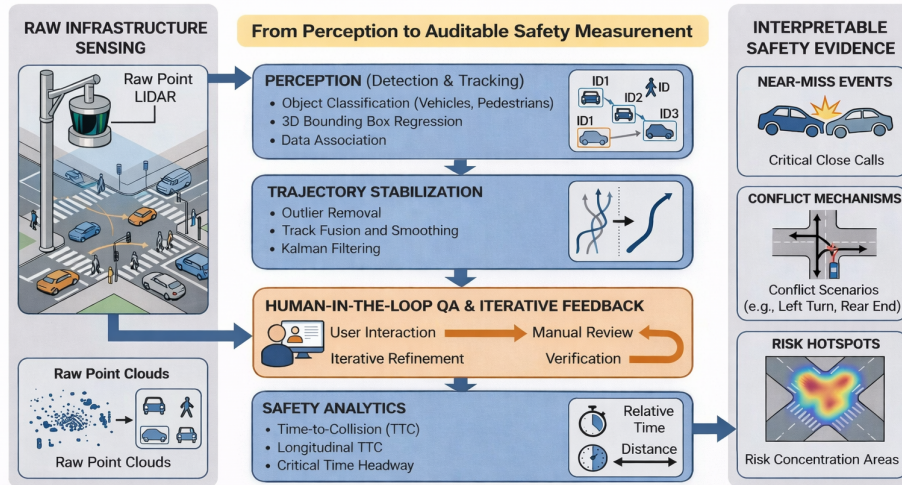 RAW INFRASTRUCTURE
SENSING
Raw Point
LIDAR
Raw Point Clouds
Raw Point Clouds
From Perception to Auditable Safety Measurenent
PERCEPTION (Detection & Tracking)
• Object Classification (Vehicles, Pedestrians)
• 3D Bounding Box Regression
• Data Association
ID1
ID
ID2
ID1
ID3
TRAJECTORY STABILIZATION
• Outlier Removal
• Track Fusion and Smoothing
• Kalman Filtering
HUMAN-IN-THE-LOOP QA & ITERATIVE FEEDBACK
User Interaction
Manual Review
Iterative Refinement
Verification
SAFETY ANALYTICS
• Time-to-Collision (TTC)
• Longitudinal TTC
• Critical Time Headway
Relative
Time
Distance
INTERPRETABLE
SAFETY EVIDENCE
NEAR-MISS EVENTS
Critical Close Calls
CONFLICT MECHANISMS
Conflict Scenarios
(e.g., Left Turn, Rear End)
RISK HOTSPOTS
Risk Concentration Areas